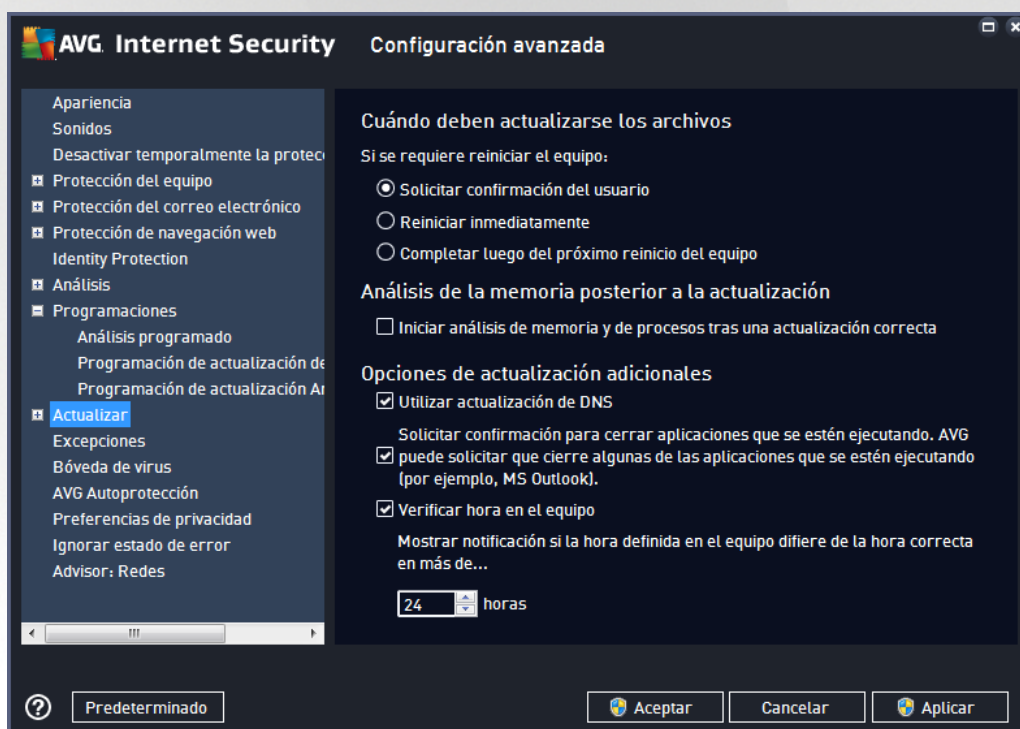 AVG. Internet Security
Configuración avanzada
Apariencia
Sonidos
Desactivar temporalmente la protec
Protección del equipo
Protección del correo electrónico
Protección de navegación web
Identity Protection
Análisis
Programaciones
Análisis programado
Programación de actualización de
Programación de actualización
Actualizar
Excepciones
Bóveda de virus
AVG Autoprotección
Preferencias de privacidad
Ignorar estado de error
Advisor: Redes
Cuándo deben actualizarse los archivos
Si se requiere reiniciar el equipo:
Solicitar confirmación del usuario
Reiniciar inmediatamente
Completar luego del próximo reinicio del equipo
Análisis de la memoria posterior a la actualización
Iniciar análisis de memoria y de procesos tras una actualización correcta
Opciones de actualización adicionales
Utilizar actualización de DNS
Solicitar confirmación para cerrar aplicaciones que se estén ejecutando. AVG
puede solicitar que cierre algunas de las aplicaciones que se estén ejecutando
(por ejemplo, MS Outlook).
Verificar hora en el equipo
Mostrar notificación si la hora definida en el equipo difiere de la hora correcta
en más de...
24 horas
Predeterminado
Aceptar
Cancelar
Aplicar